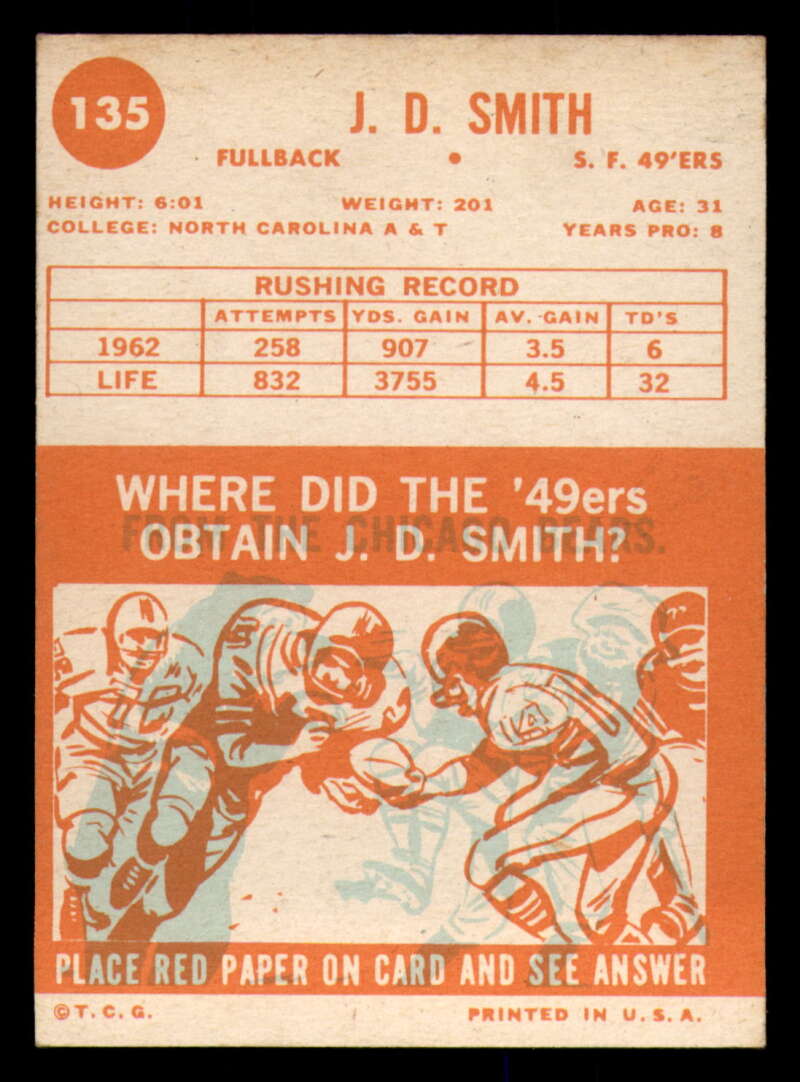 135
J. D. SMITH
FULLBACK • S. F. 49'ERS
HEIGHT: 6:01 WEIGHT: 201 AGE: 31
COLLEGE: NORTH CAROLINA A & T YEARS PRO: 8
RUSHING RECORD
ATTEMPTS YDS. GAIN AV. GAIN TD'S
1962 258 907 3.5 6
LIFE 832 3755 4.5 32
WHERE DID THE '49ers
FROM THE CHICAGO BEARS.
OBTAIN J. D. SMITH?
PLACE RED PAPER ON CARD AND SEE ANSWER
© T. C. G. PRINTED IN U. S. A.